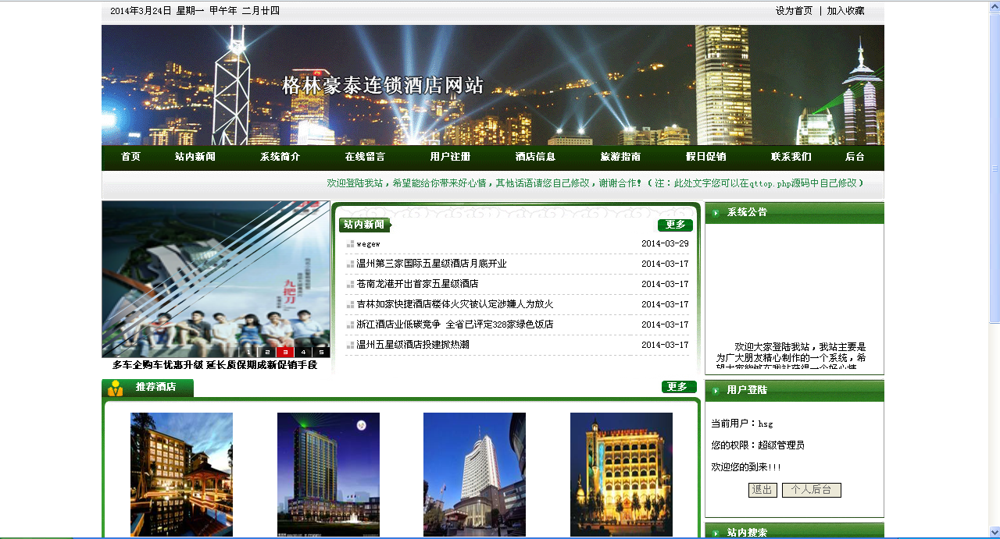 2014年3月24日 星期一 甲午年 二月廿四
设为首页 | 加入收藏
格林豪泰连锁酒店网站
首页 站内新闻 系统简介 在线留言 用户注册 酒店信息 旅游指南 假日促销 联系我们 后台
欢迎登陆我站，希望能给你带来好心情，其他话语请您自己修改，谢谢合作！（注：此处文字您可以在qttop.php源码中自己修改）
九把刀
1 2 3 4 5
多车企购车优惠升级 延长质保期成新促销手段
站内新闻 更多
wegew 2014-03-29
温州第三家国际五星级酒店月底开业 2014-03-17
苍南龙港开出首家五星级酒店 2014-03-17
吉林如家快捷酒店楼体火灾被认定涉嫌人为放火 2014-03-17
浙江酒店业低碳竞争 全省已评定328家绿色饭店 2014-03-17
温州五星级酒店投建掀热潮 2014-03-17
系统公告
欢迎大家登陆我站，我站主要是
为广大朋友精心制作的一个系统，希
望大家能够在我站获得一个好心情
推荐酒店 更多
用户登陆
当前用户：hsg
您的权限：超级管理员
欢迎您的到来!!!
退出 个人后台
站内搜索